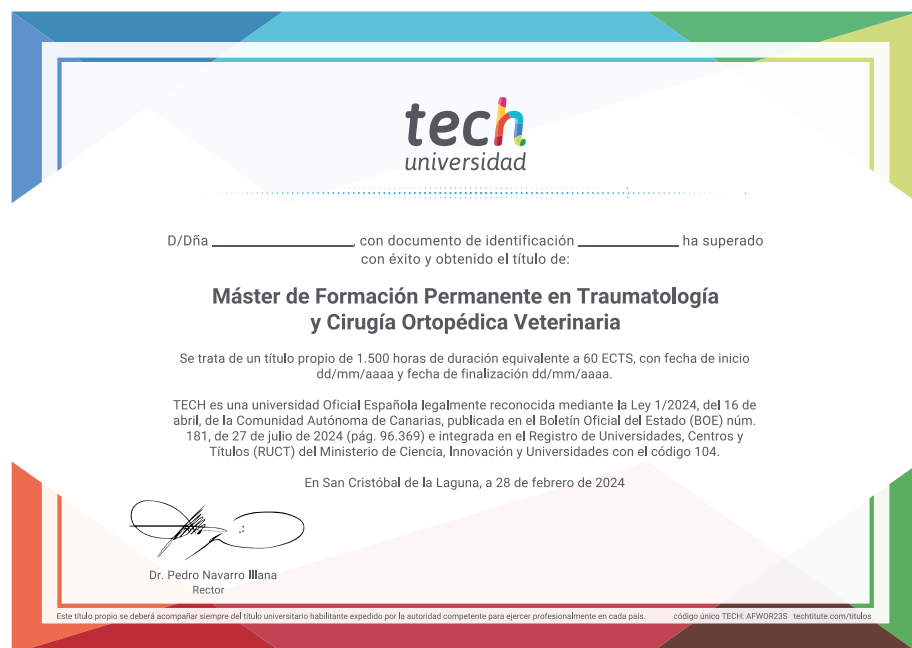 tech
universidad
D/Dña ____________________, con documento de identificación ______________ ha superado
con éxito y obtenido el título de:
Máster de Formación Permanente en Traumatología
y Cirugía Ortopédica Veterinaria
Se trata de un título propio de 1.500 horas de duración equivalente a 60 ECTS, con fecha de inicio
dd/mm/aaaa y fecha de finalización dd/mm/aaaa.
TECH es una universidad Oficial Española legalmente reconocida mediante la Ley 1/2024, del 16 de
abril, de la Comunidad Autónoma de Canarias, publicada en el Boletín Oficial del Estado (BOE) núm.
181, de 27 de julio de 2024 (pág. 96.369) e integrada en el Registro de Universidades, Centros y
Títulos (RUCT) del Ministerio de Ciencia, Innovación y Universidades con el código 104.
En San Cristóbal de la Laguna, a 28 de febrero de 2024
Dr. Pedro Navarro Illana
Rector
Este título propio se deberá acompañar siempre del título universitario habilitante expedido por la autoridad competente para ejercer profesionalmente en cada país. código único TECH: AFWOR23S techtitute.com/titulos